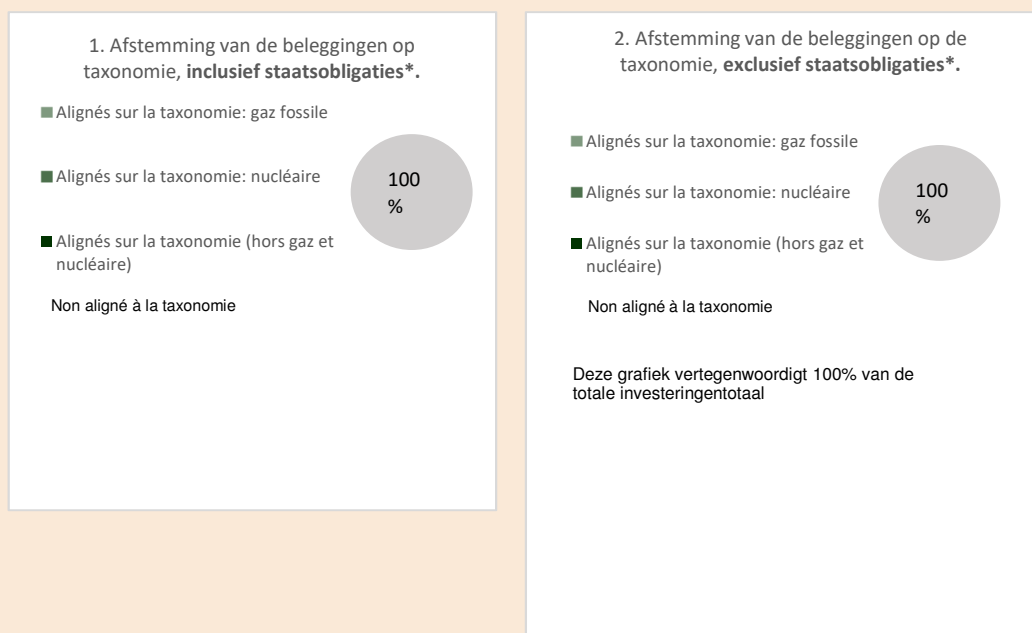 1. Afstemming van de beleggingen op
taxonomie, inclusief staatsobligaties*.
Alignés sur la taxonomie: gaz fossile
Alignés sur la taxonomie: nucléaire
Alignés sur la taxonomie (hors gaz et
nucléaire)
Non aligné à la taxonomie
100
%
2. Afstemming van de beleggingen op de
taxonomie, exclusief staatsobligaties*.
Alignés sur la taxonomie: gaz fossile
Alignés sur la taxonomie: nucléaire
Alignés sur la taxonomie (hors gaz et
nucléaire)
Non aligné à la taxonomie
100
%
Deze grafiek vertegenwoordigt 100% van de
totale investeringentotaal